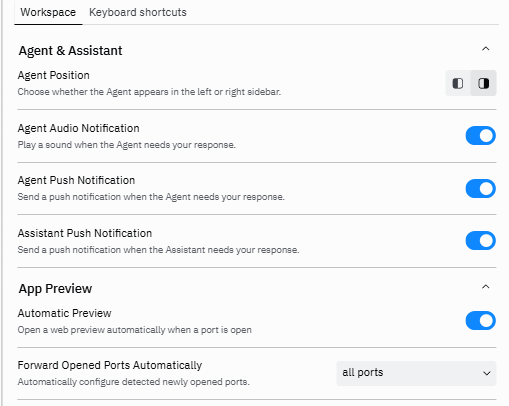 Workspace
Keyboard shortcuts
Agent & Assistant
Agent Position
Choose whether the Agent appears in the left or right sidebar.
Agent Audio Notification
Play a sound when the Agent needs your response.
Agent Push Notification
Send a push notification when the Agent needs your response.
Assistant Push Notification
Send a push notification when the Assistant needs your response.
App Preview
Automatic Preview
Open a web preview automatically when a port is open
Forward Opened Ports Automatically
all ports
Automatically configure detected newly opened ports.